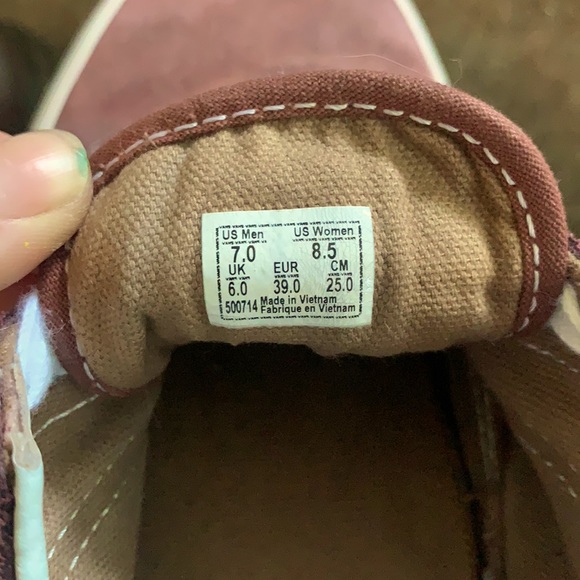 US Men US Women
7.0 8.5
UK EUR CM
6.0 39.0 25.0
500714 Made in Vietnam
Fabrique en Vietnam